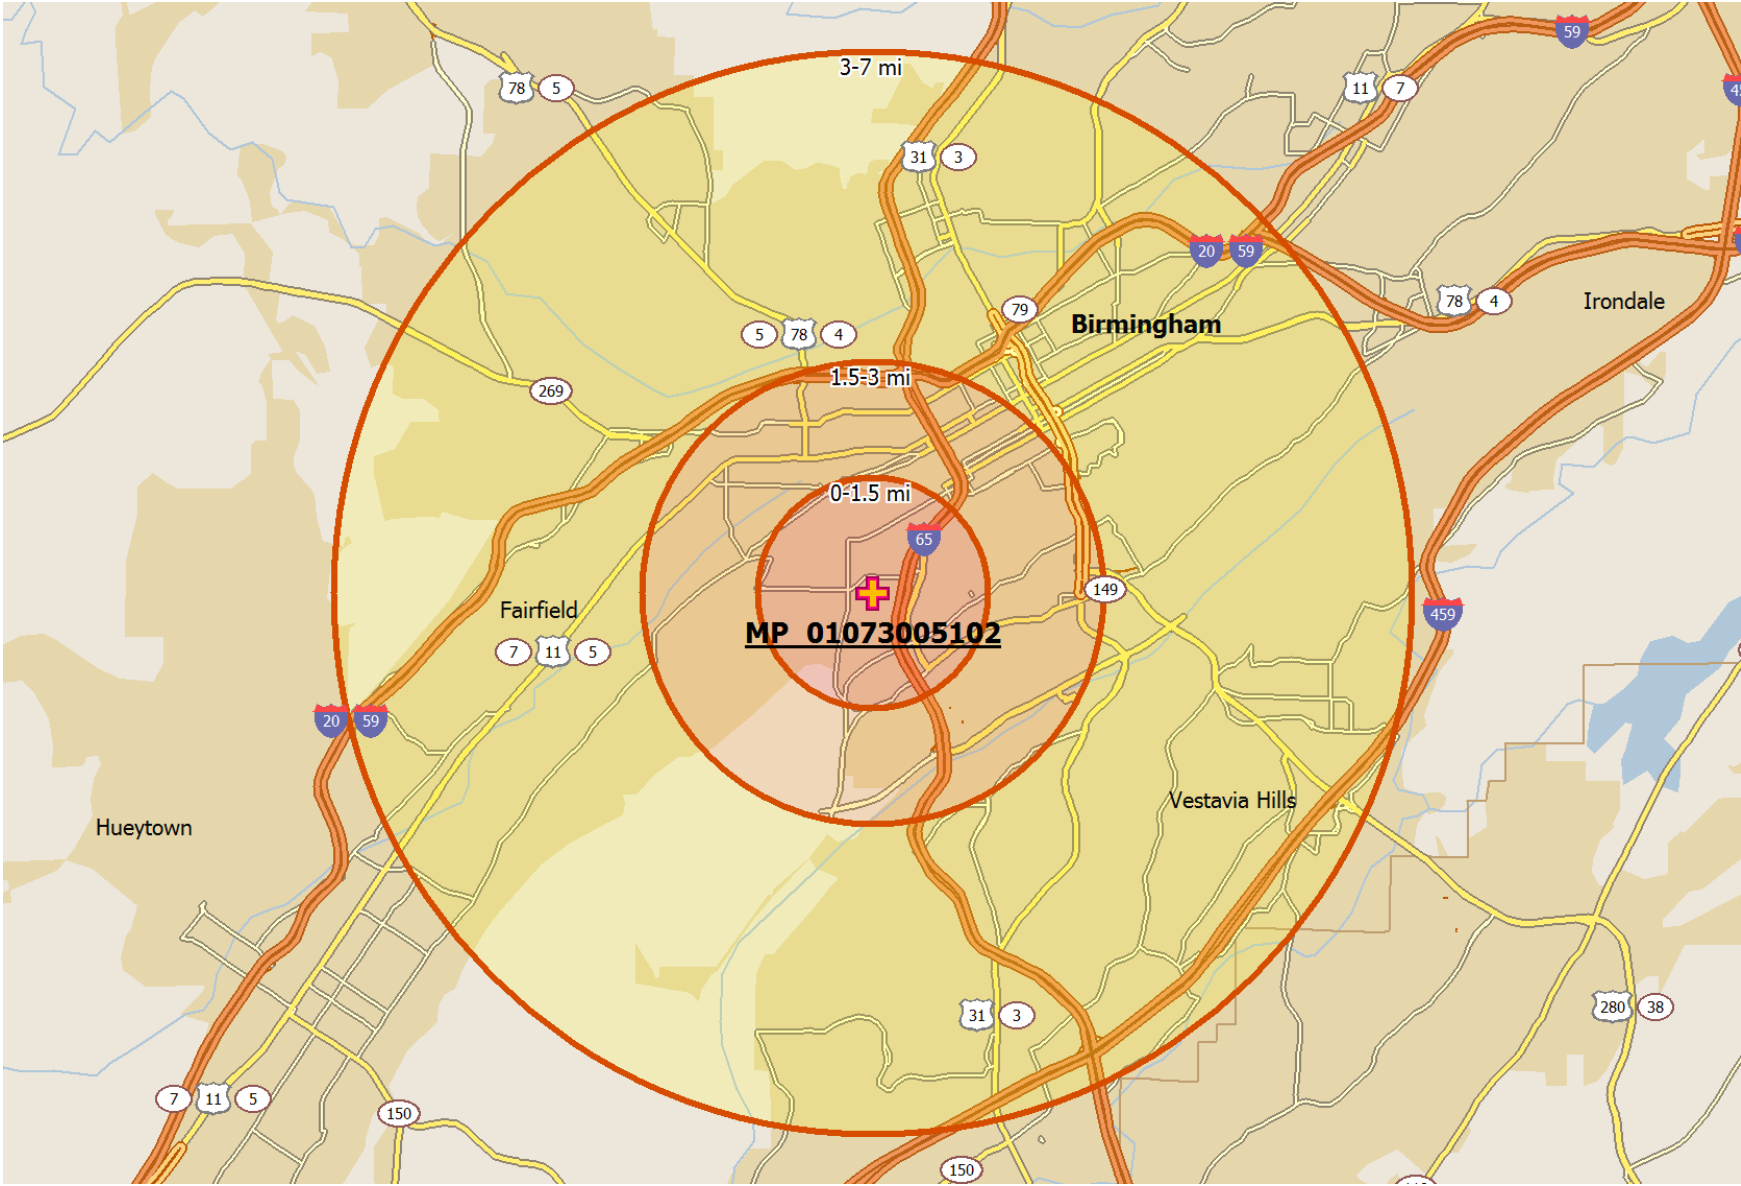 59
3-7 mi
78 5
11 7
31 3
20 59
79
78 4
Irondale
Birmingham
5 78 4
1.5-3 mi
269
0-1.5 mi
65
149
Fairfield
459
MP 01073005102
7 11 5
20 59
Vestavia Hills
Hueytown
280 38
31 3
7 11 5
150
150